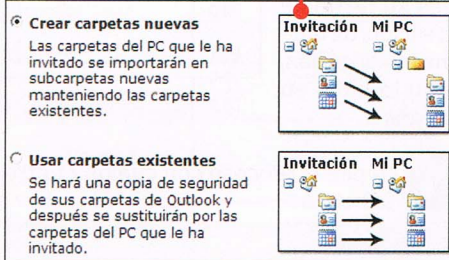 Crear carpetas nuevas
Invitación Mi PC
Las carpetas del PC que le ha
invitado se importarán en
subcarpetas nuevas
manteniendo las carpetas
existentes.
Usar carpetas existentes
Invitación Mi PC
Se hará una copia de seguridad
de sus carpetas de Outlook y
después se sustituirán por las
carpetas del PC que le ha
invitado.